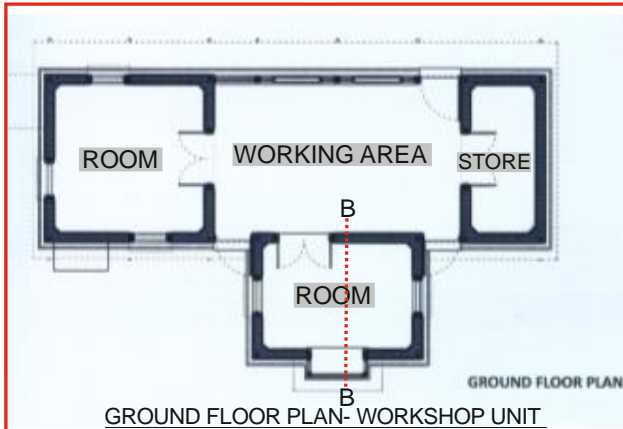 ROOM
WORKING AREA
STORE
B
ROOM
B
GROUND FLOOR PLAN
GROUND FLOOR PLAN- WORKSHOP UNIT